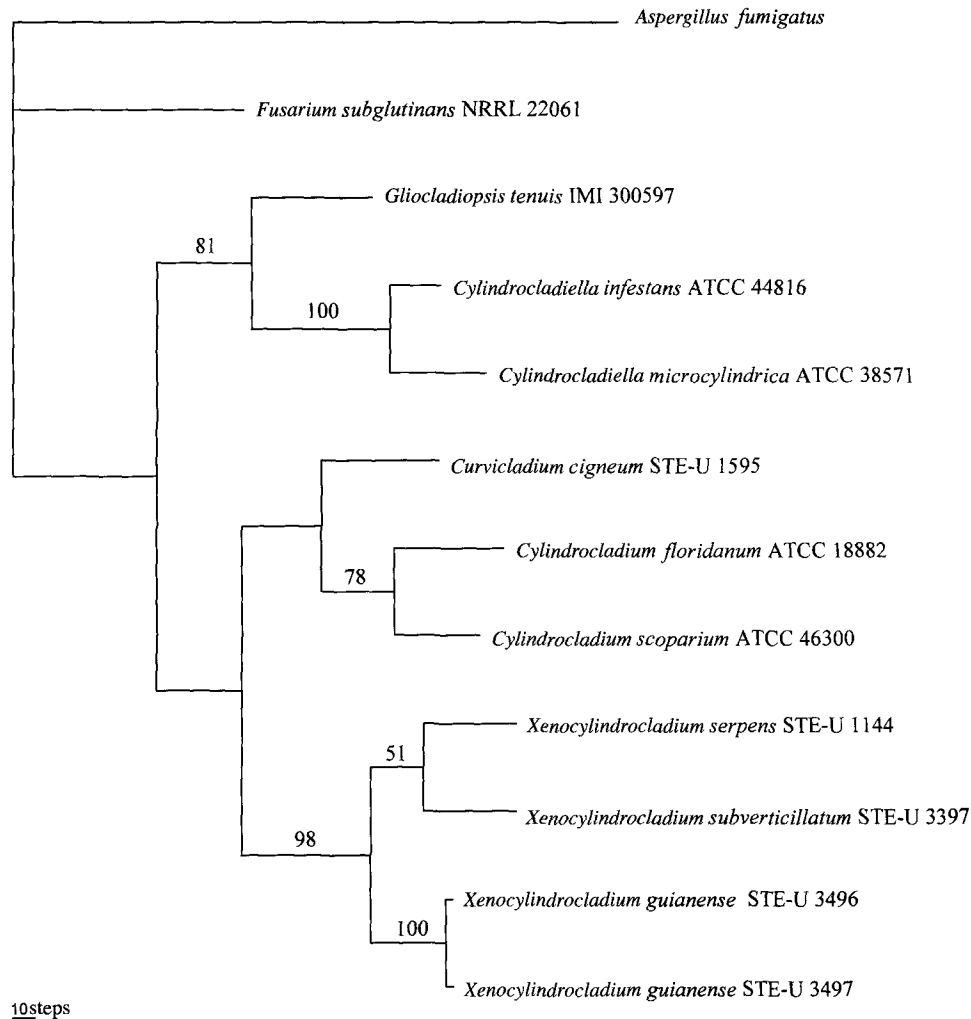 Aspergillus fumigatus
Fusarium subglutinans NRRL 22061
Gliocladiopsis tenuis IMI 300597
81
Cylindrocladiella infestans ATCC 44816
100
Cylindrocladiella microcylindrica ATCC 38571
Curvicladium cigneum STE-U 1595
Cylindrocladium floridanum ATCC 18882
78
Cylindrocladium scoparium ATCC 46300
Xenocylindrocladium serpens STE-U 1144
51
Xenocylindrocladium subverticillatum STE-U 3397
98
Xenocylindrocladium guianense STE-U 3496
100
Xenocylindrocladium guianense STE-U 3497
10steps